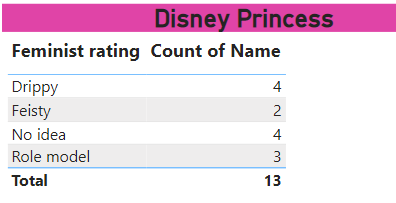 Disney Princess
Feminist rating Count of Name
Drippy 4
Feisty 2
No idea 4
Role model 3
Total 13